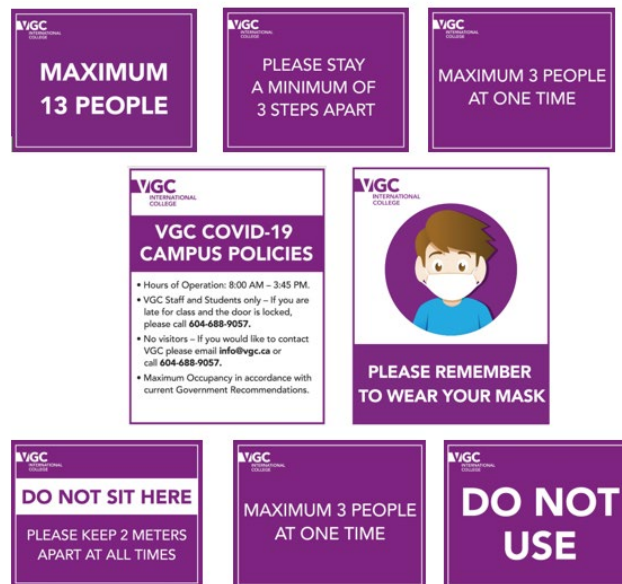 VGC
INTERNATIONAL
COLLEGE
MAXIMUM
13 PEOPLE
VGC
INTERNATIONAL
COLLEGE
PLEASE STAY
A MINIMUM OF
3 STEPS APART
VGC
INTERNATIONAL
COLLEGE
MAXIMUM 3 PEOPLE
AT ONE TIME
VGC
INTERNATIONAL
COLLEGE
VGC COVID-19
CAMPUS POLICIES
• Hours of Operation: 8:00 AM – 3:45 PM.
• VGC Staff and Students only – If you are
late for class and the door is locked,
please call 604-688-9057.
• No visitors – If you would like to contact
VGC please email info@vgc.ca or
call 604-688-9057.
• Maximum Occupancy in accordance with
current Government Recommendations.
VGC
INTERNATIONAL
COLLEGE
PLEASE REMEMBER
TO WEAR YOUR MASK
VGC
INTERNATIONAL
COLLEGE
DO NOT SIT HERE
PLEASE KEEP 2 METERS
APART AT ALL TIMES
VGC
INTERNATIONAL
COLLEGE
MAXIMUM 3 PEOPLE
AT ONE TIME
VGC
INTERNATIONAL
COLLEGE
DO NOT
USE